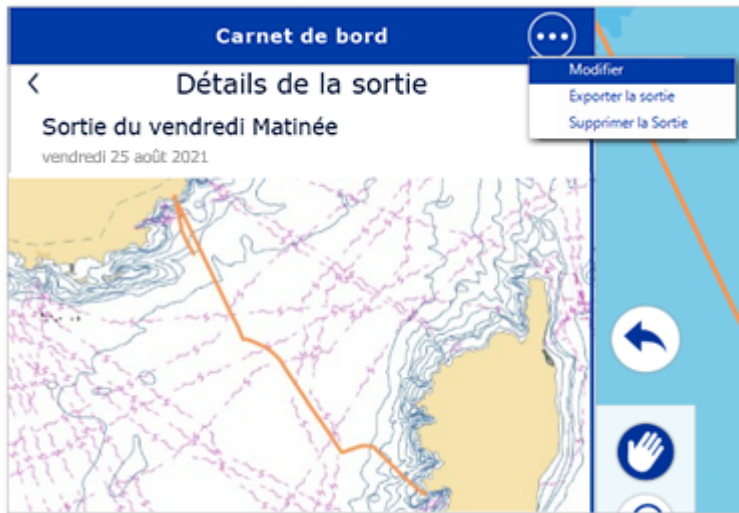 Carnet de bord
Modifier
Exporter la sortie
Supprimer la Sortie
Détails de la sortie
Sortie du vendredi Matinée
vendredi 25 août 2021